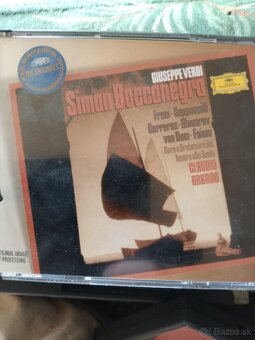 THE ORIGINALS
GIUSEPPE VERDI
Simon Boccanegra
Freni · Cappuccilli
Carreras · Ghiaurov
van Dam · Foiani
Coro e Orchestra del
Teatro alla Scala
CLAUDIO
ABBADO
ORIGINAL IMAGE
BIT-PROCESSING
Bazos.sk